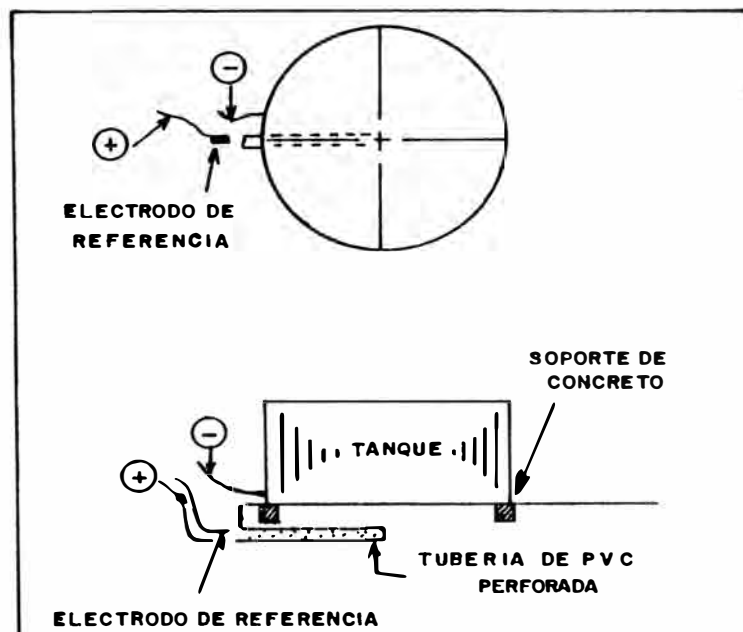 −
+
ELECTRODO DE
REFERENCIA
SOPORTE DE
CONCRETO
−
TANQUE
+
TUBERIA DE PVC
PERFORADA
ELECTRODO DE REFERENCIA